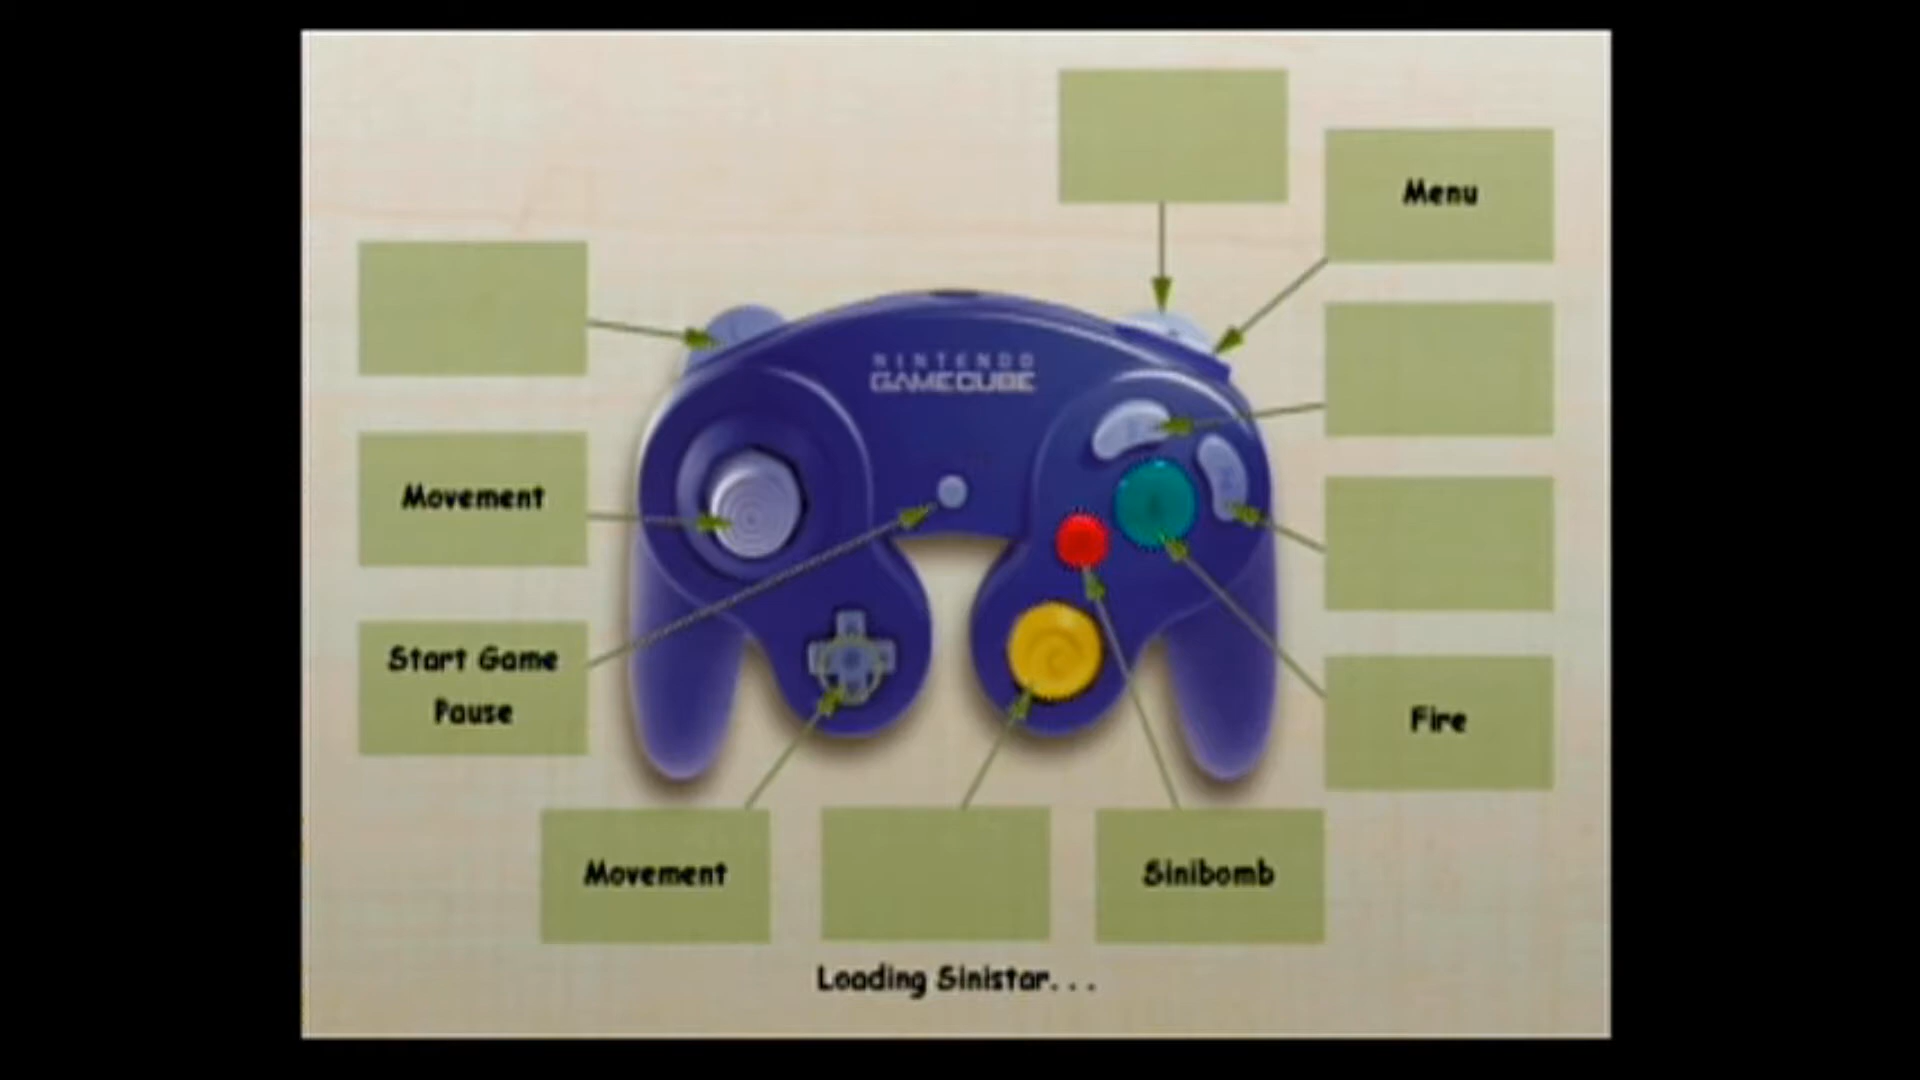 Menu
NINTENDO
GAMECUBE
Movement
Start Game
Pause
Fire
Movement
Sinibomb
Loading Sinistar...